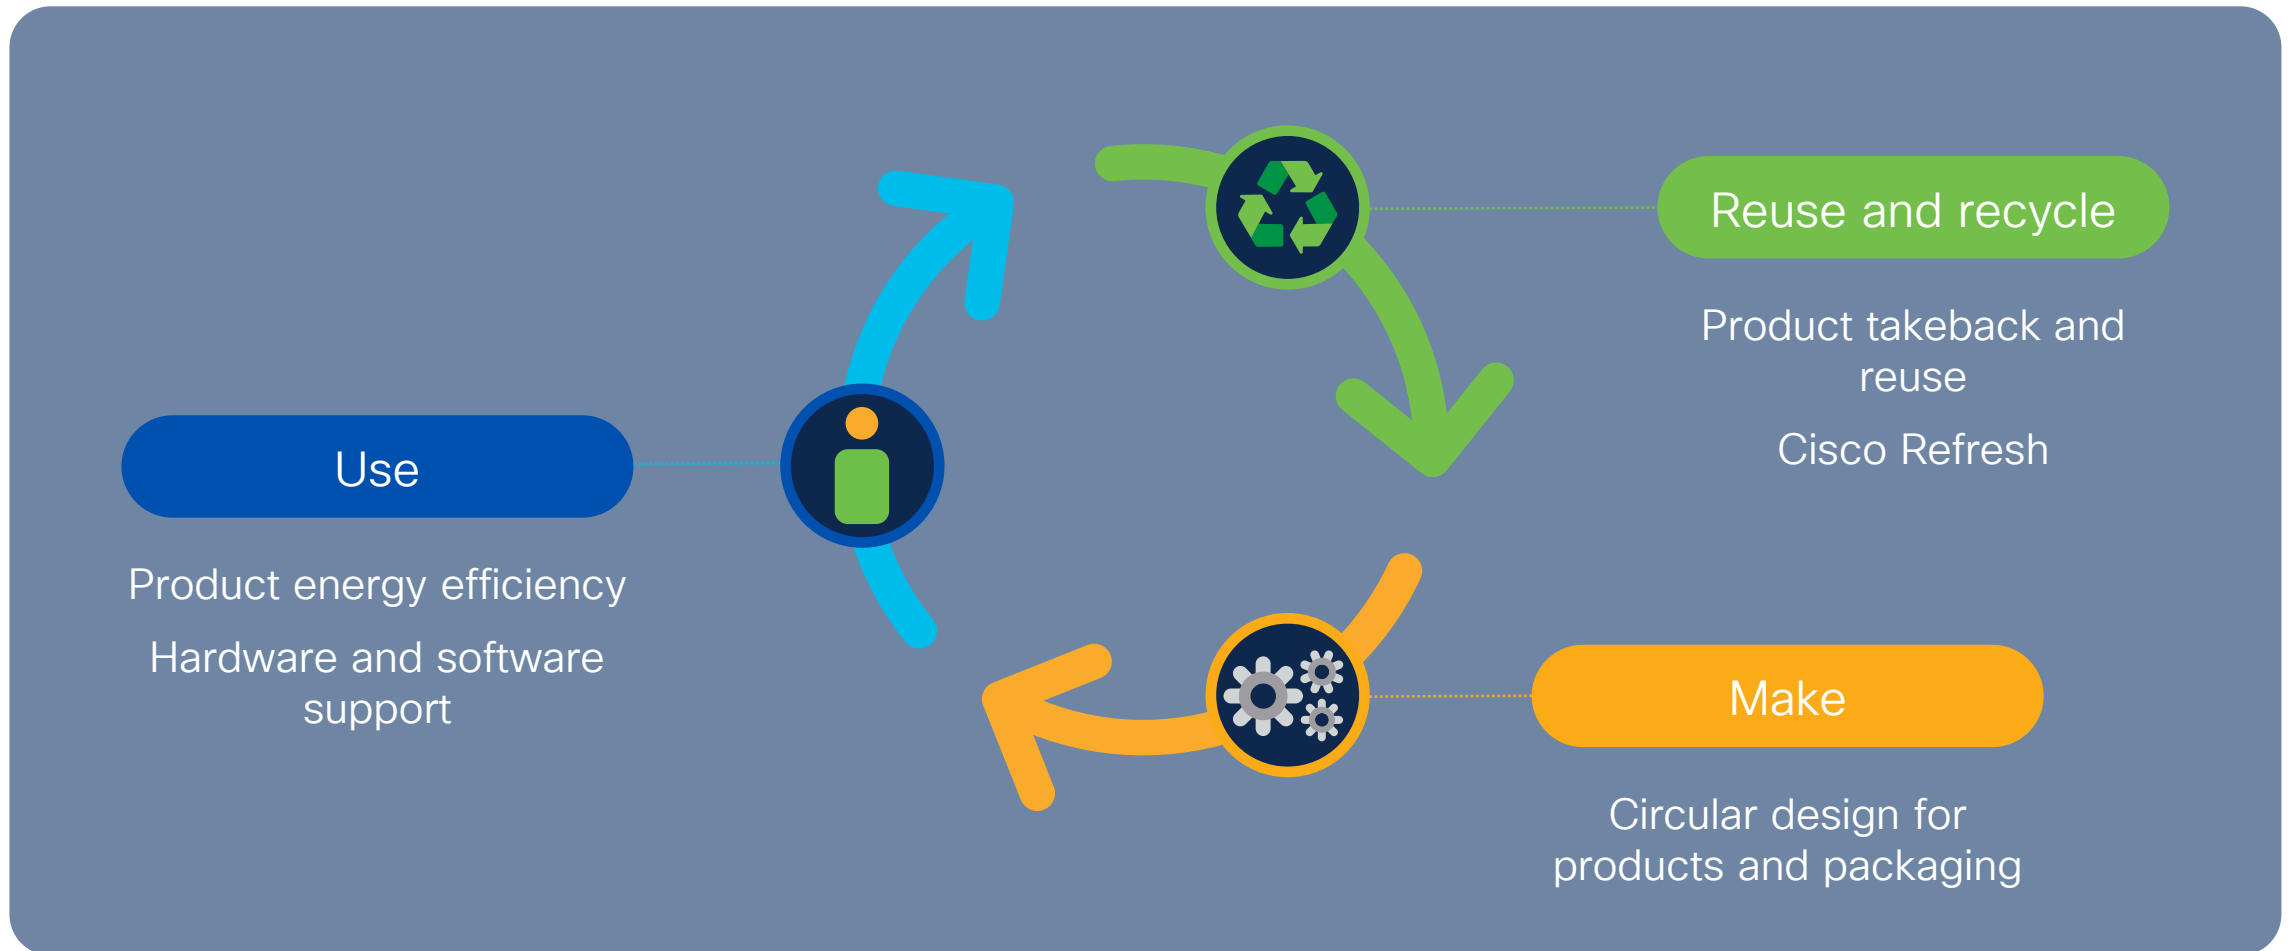 Reuse and recycle
Product takeback and
reuse
Cisco Refresh
Use
Product energy efficiency
Hardware and software
support
Make
Circular design for
products and packaging